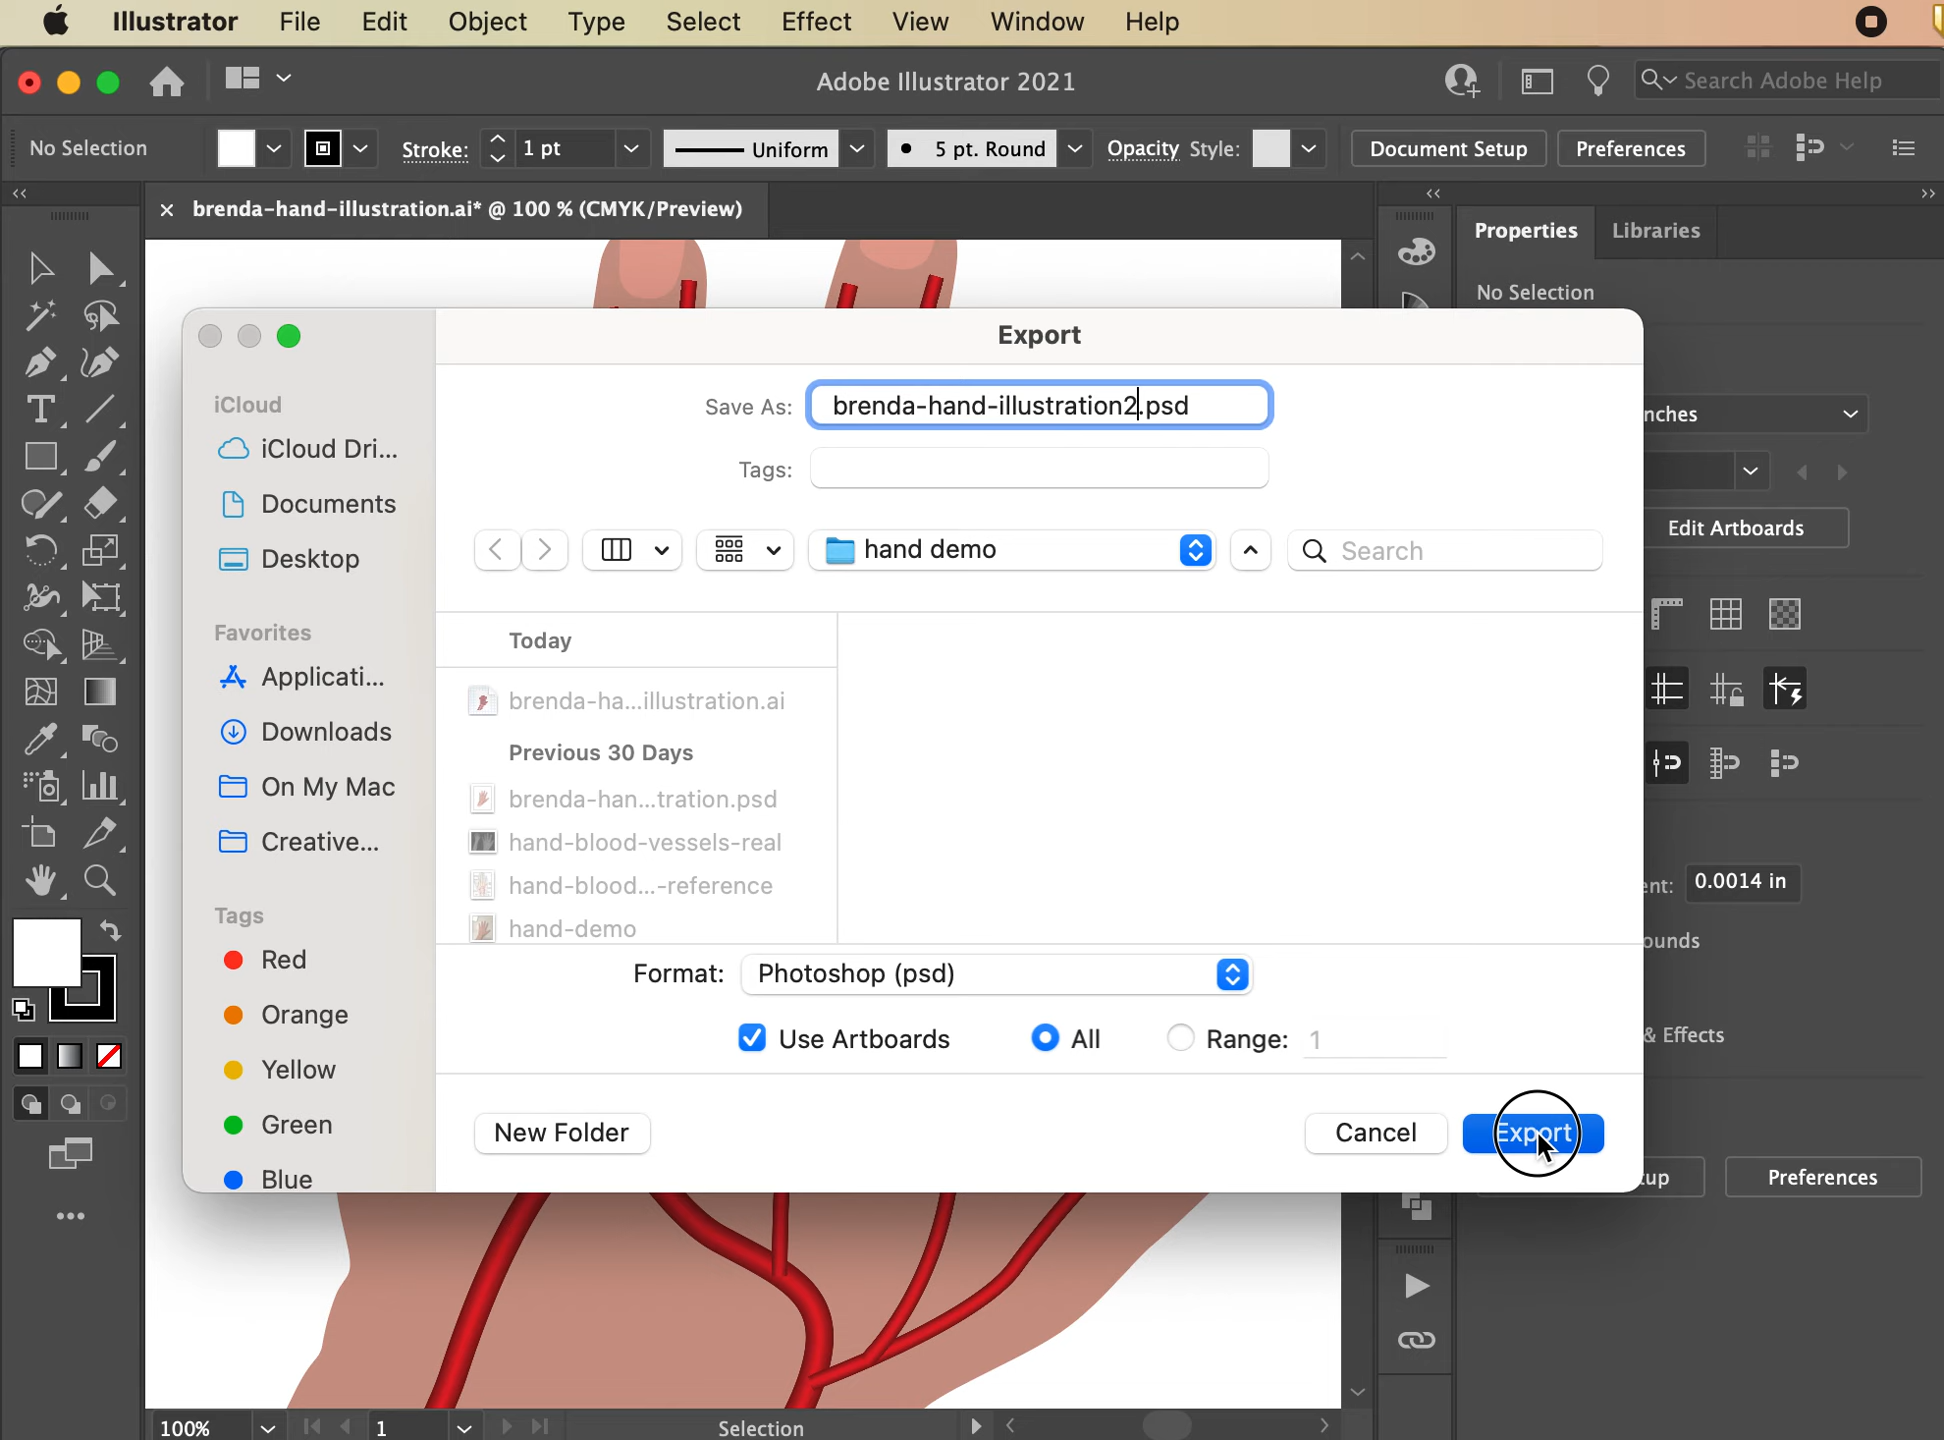 Illustrator File Edit Object Type Select Effect View Window Help
Adobe Illustrator 2021
Search Adobe Help
No Selection
Stroke: 1 pt
Uniform
5 pt. Round
Opacity Style:
Document Setup
Preferences
brenda-hand-illustration.ai* @ 100 % (CMYK/Preview)
Properties
Libraries
No Selection
Export
iCloud
iCloud Dri...
Documents
Desktop
Favorites
Applicati...
Downloads
On My Mac
Creative...
Tags
Red
Orange
Yellow
Green
Blue
Save As: brenda-hand-illustration2.psd
Tags:
hand demo
Search
Today
brenda-ha...illustration.ai
Previous 30 Days
brenda-han...tration.psd
hand-blood-vessels-real
hand-blood...-reference
hand-demo
Format: Photoshop (psd)
Use Artboards
All
Range: 1
New Folder
Cancel
Export
nches
Edit Artboards
ent: 0.0014 in
ounds
& Effects
up
Preferences
100%
1
Selection